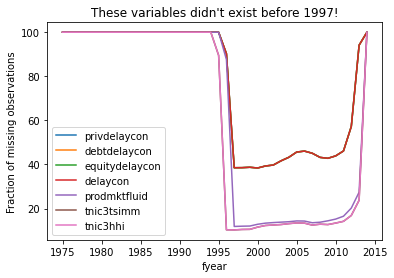 These variables didn't exist before 1997!
Fraction of missing observations
100
80
60
40
20
privdelaycon
debtdelaycon
equitydelaycon
delaycon
prodmktfluid
tnic3tsimm
tnic3hhi
1975 1980 1985 1990 1995 2000 2005 2010 2015
fyear